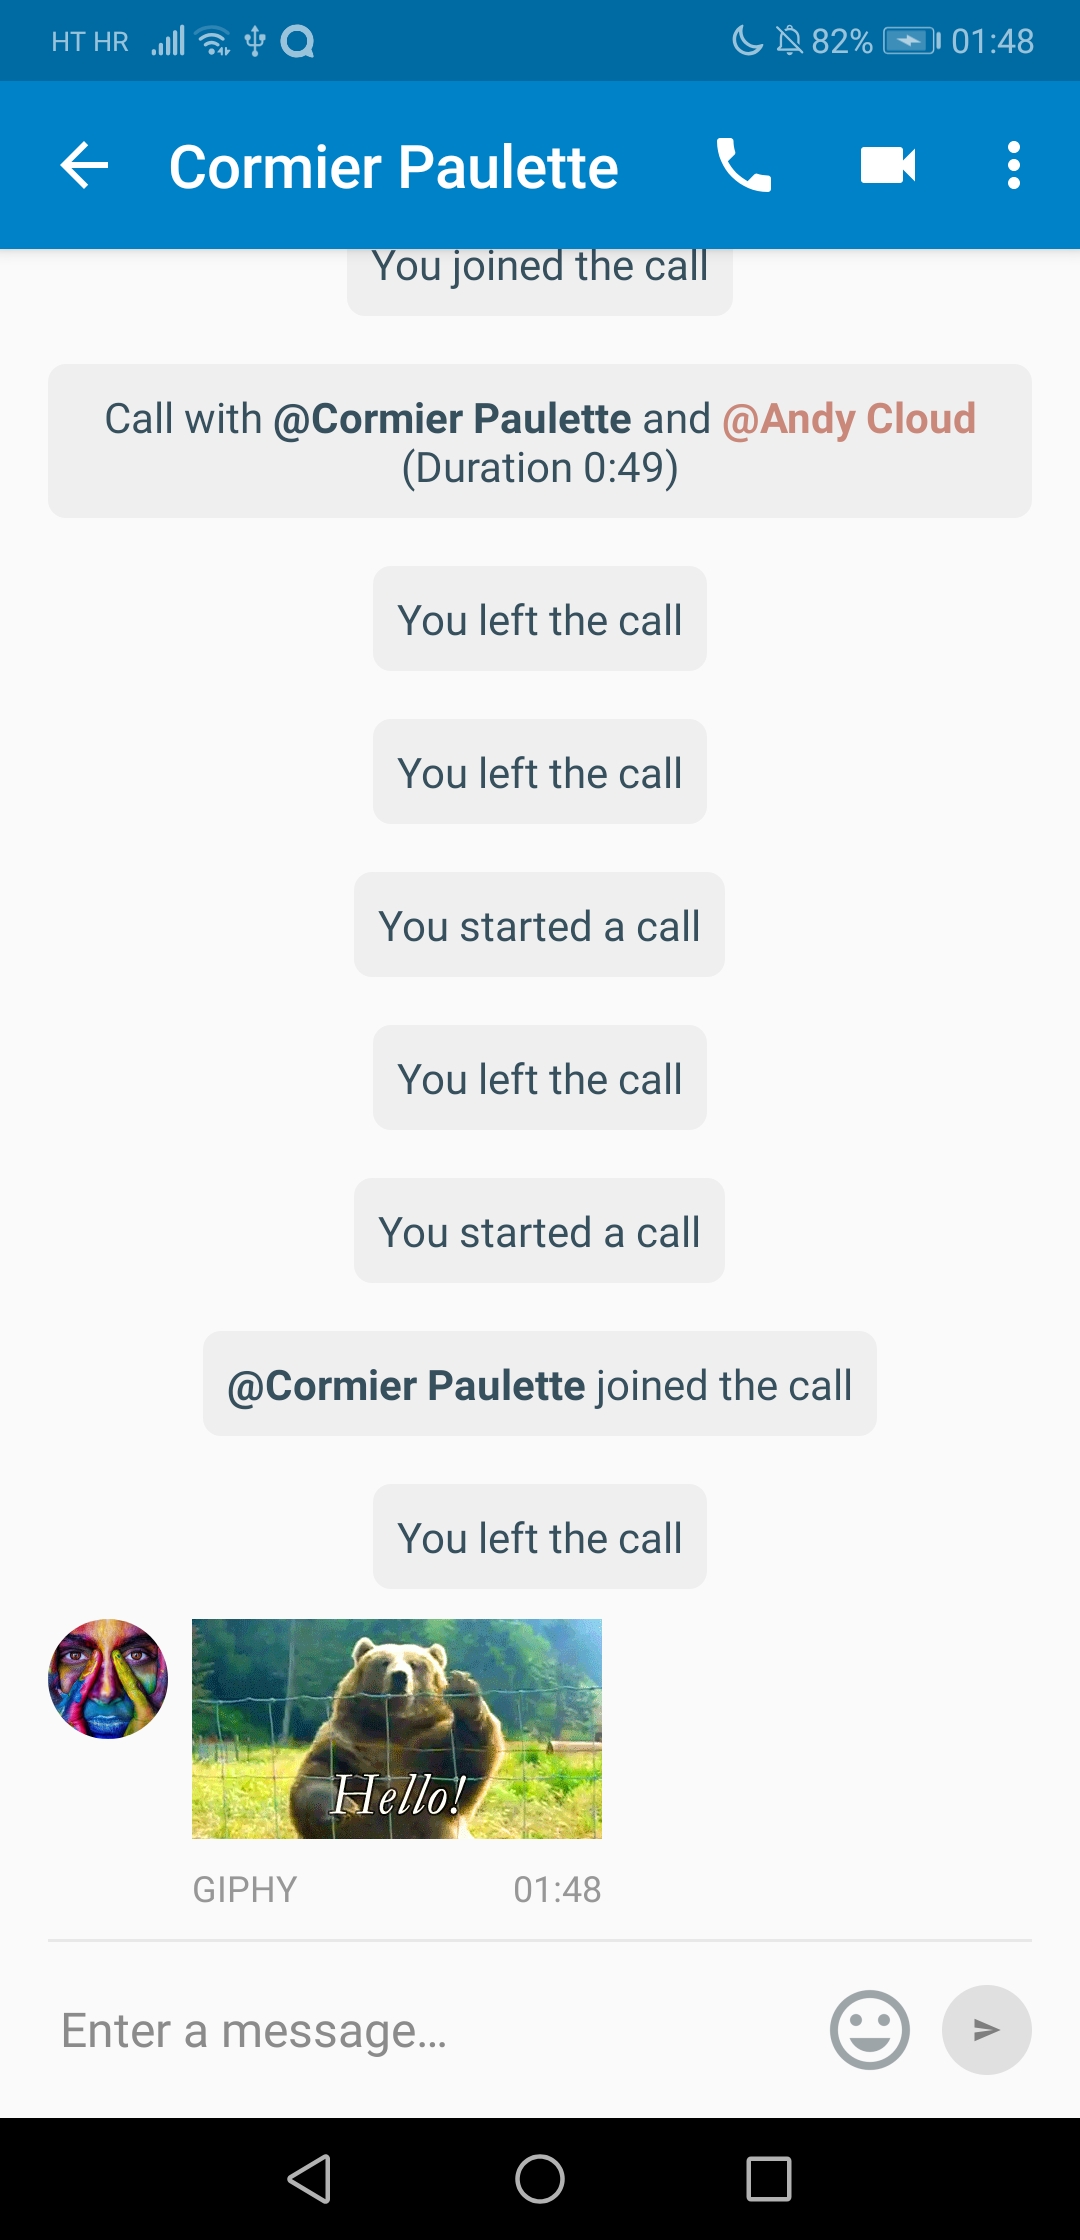 HT HR 82% 01:48
Cormier Paulette
You joined the call
Call with @Cormier Paulette and @Andy Cloud
(Duration 0:49)
You left the call
You left the call
You started a call
You left the call
You started a call
@Cormier Paulette joined the call
You left the call
Hello!
GIPHY 01:48
Enter a message…